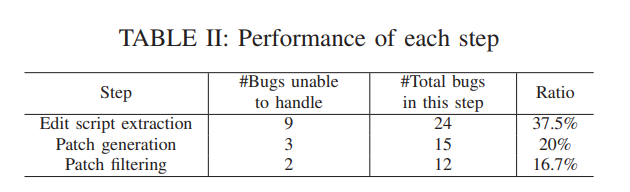 TABLE II: Performance of each step
Step #Bugs unable to handle #Total bugs in this step Ratio
Edit script extraction 9 24 37.5%
Patch generation 3 15 20%
Patch filtering 2 12 16.7%